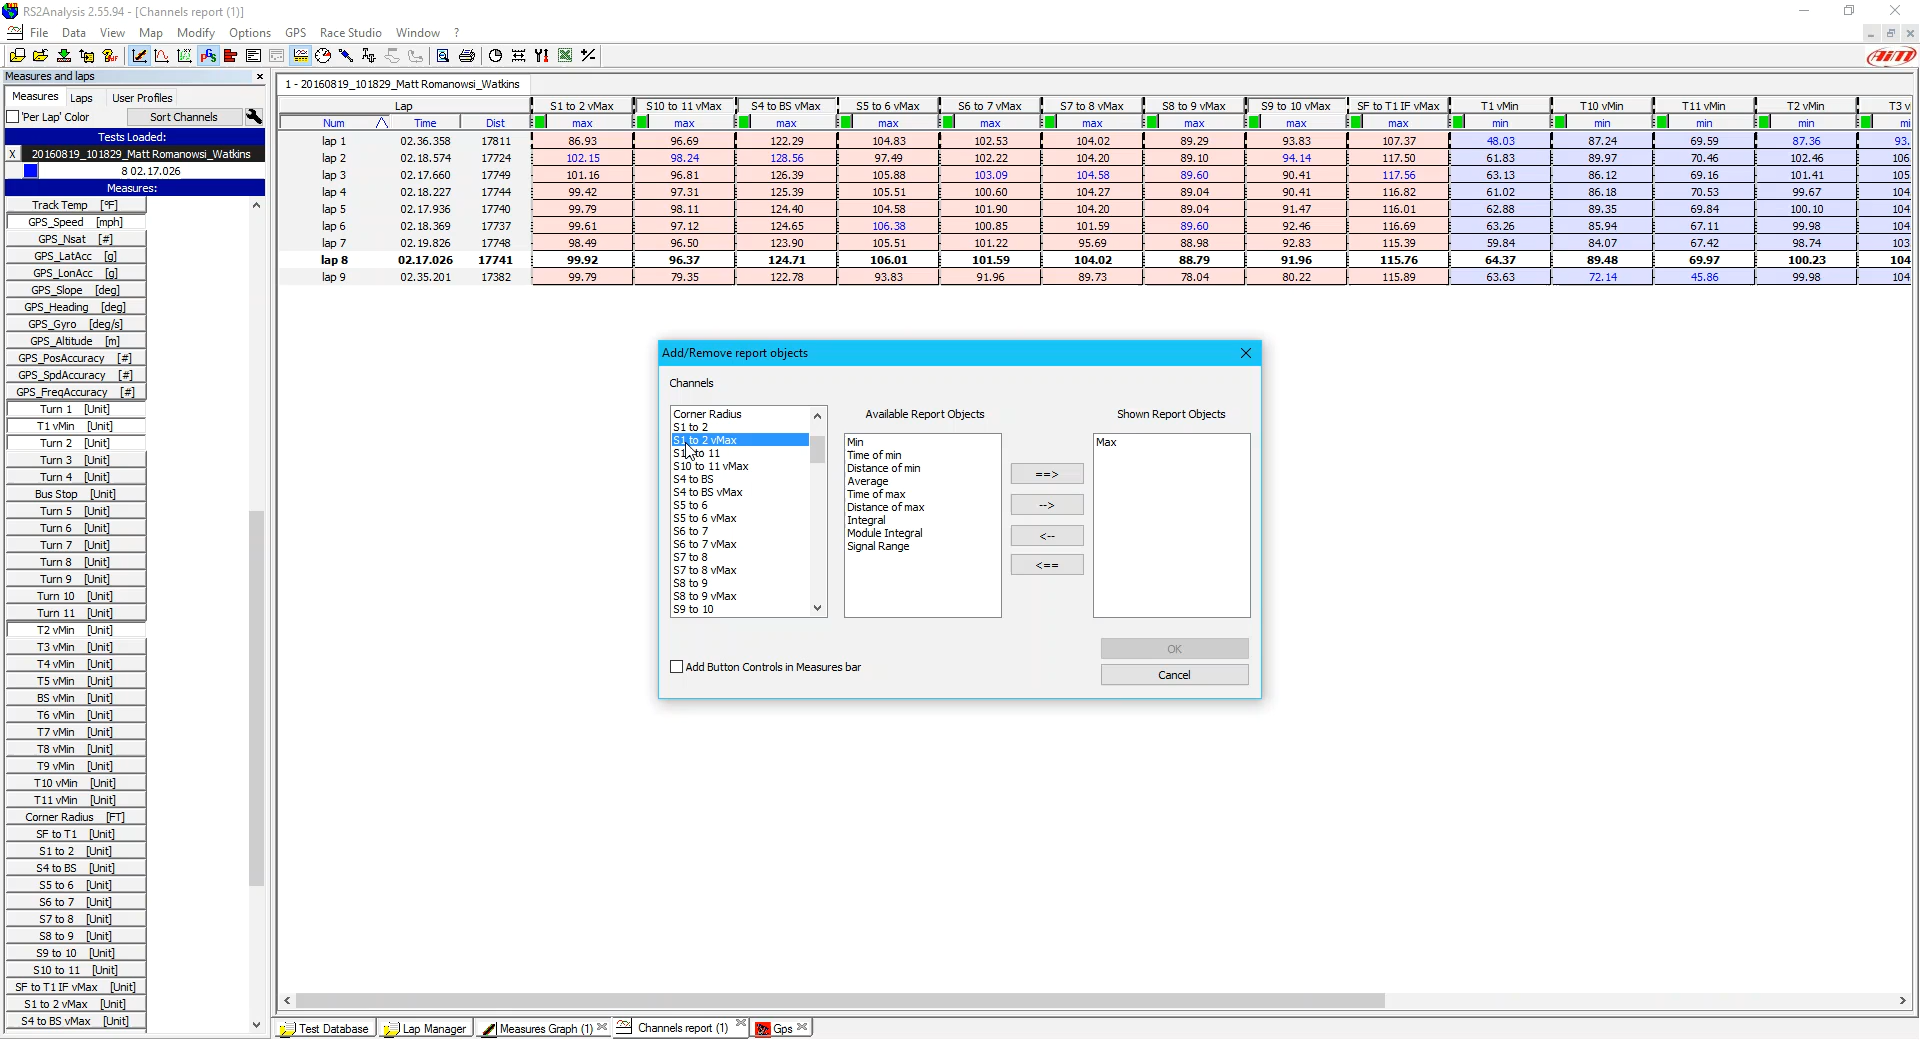 RS2Analysis 2.55.94 - [Channels report (1)]
File Data View Map Modify Options GPS Race Studio Window ?
AiM
Measures and laps
Measures Laps User Profiles
'Per Lap' Color Sort Channels
Tests Loaded:
X 20160819_101829_Matt Romanowsi_Watkins
8 02.17.026
Measures:
Track Temp [ºF]
GPS_Speed [mph]
GPS_Nsat [#]
GPS_LatAcc [g]
GPS_LonAcc [g]
GPS_Slope [deg]
GPS_Heading [deg]
GPS_Gyro [deg/s]
GPS_Altitude [m]
GPS_PosAccuracy [#]
GPS_SpdAccuracy [#]
GPS_FreqAccuracy [#]
Turn 1 [Unit]
T1 vMin [Unit]
Turn 2 [Unit]
Turn 3 [Unit]
Turn 4 [Unit]
Bus Stop [Unit]
Turn 5 [Unit]
Turn 6 [Unit]
Turn 7 [Unit]
Turn 8 [Unit]
Turn 9 [Unit]
Turn 10 [Unit]
Turn 11 [Unit]
T2 vMin [Unit]
T3 vMin [Unit]
T4 vMin [Unit]
T5 vMin [Unit]
BS vMin [Unit]
T6 vMin [Unit]
T7 vMin [Unit]
T8 vMin [Unit]
T9 vMin [Unit]
T10 vMin [Unit]
T11 vMin [Unit]
Corner Radius [FT]
SF to T1 [Unit]
S1 to 2 [Unit]
S4 to BS [Unit]
S5 to 6 [Unit]
S6 to 7 [Unit]
S7 to 8 [Unit]
S8 to 9 [Unit]
S9 to 10 [Unit]
S10 to 11 [Unit]
SF to T1 IF vMax [Unit]
S1 to 2 vMax [Unit]
S4 to BS vMax [Unit]
1 - 20160819_101829_Matt Romanowsi_Watkins
Lap S1 to 2 vMax S10 to 11 vMax S4 to BS vMax S5 to 6 vMax S6 to 7 vMax S7 to 8 vMax S8 to 9 vMax S9 to 10 vMax SF to T1 IF vMax T1 vMin T10 vMin T11 vMin T2 vMin T3 v
Num Time Dist max max max max max max max max max min min min min mi
lap 1 02.36.358 17811 86.93 96.69 122.29 104.83 102.53 104.02 89.29 93.83 107.37 48.03 87.24 69.59 87.36 93.
lap 2 02.18.574 17724 102.15 98.24 128.56 97.49 102.22 104.20 89.10 94.14 117.50 61.83 89.97 70.46 102.46 106
lap 3 02.17.660 17749 101.16 96.81 126.39 105.88 103.09 104.58 89.60 90.41 117.56 63.13 86.12 69.16 101.41 105
lap 4 02.18.227 17744 99.42 97.31 125.39 105.51 100.60 104.27 89.04 90.41 116.82 61.02 86.18 70.53 99.67 104
lap 5 02.17.936 17740 99.79 98.11 124.40 104.58 101.90 104.20 89.04 91.47 116.01 62.88 89.35 69.84 100.10 104
lap 6 02.18.369 17737 99.61 97.12 124.65 106.38 100.85 101.59 89.60 92.46 116.69 63.26 85.94 67.11 99.98 104
lap 7 02.19.826 17748 98.49 96.50 123.90 105.51 101.22 95.69 88.98 92.83 115.39 59.84 84.07 67.42 98.74 103
lap 8 02.17.026 17741 99.92 96.37 124.71 106.01 101.59 104.02 88.79 91.96 115.76 64.37 89.48 69.97 100.23 104
lap 9 02.35.201 17382 99.79 79.35 122.78 93.83 91.96 89.73 78.04 80.22 115.89 63.63 72.14 45.86 99.98 104
Add/Remove report objects
Channels
Corner Radius
S1 to 2
S1 to 2 vMax
S10 to 11
S10 to 11 vMax
S4 to BS
S4 to BS vMax
S5 to 6
S5 to 6 vMax
S6 to 7
S6 to 7 vMax
S7 to 8
S7 to 8 vMax
S8 to 9
S8 to 9 vMax
S9 to 10
Available Report Objects
Min
Time of min
Distance of min
Average
Time of max
Distance of max
Integral
Module Integral
Signal Range
==>
-->
<--
<==
Shown Report Objects
Max
Add Button Controls in Measures bar
OK
Cancel
Test Database Lap Manager Measures Graph (1) Channels report (1) Gps